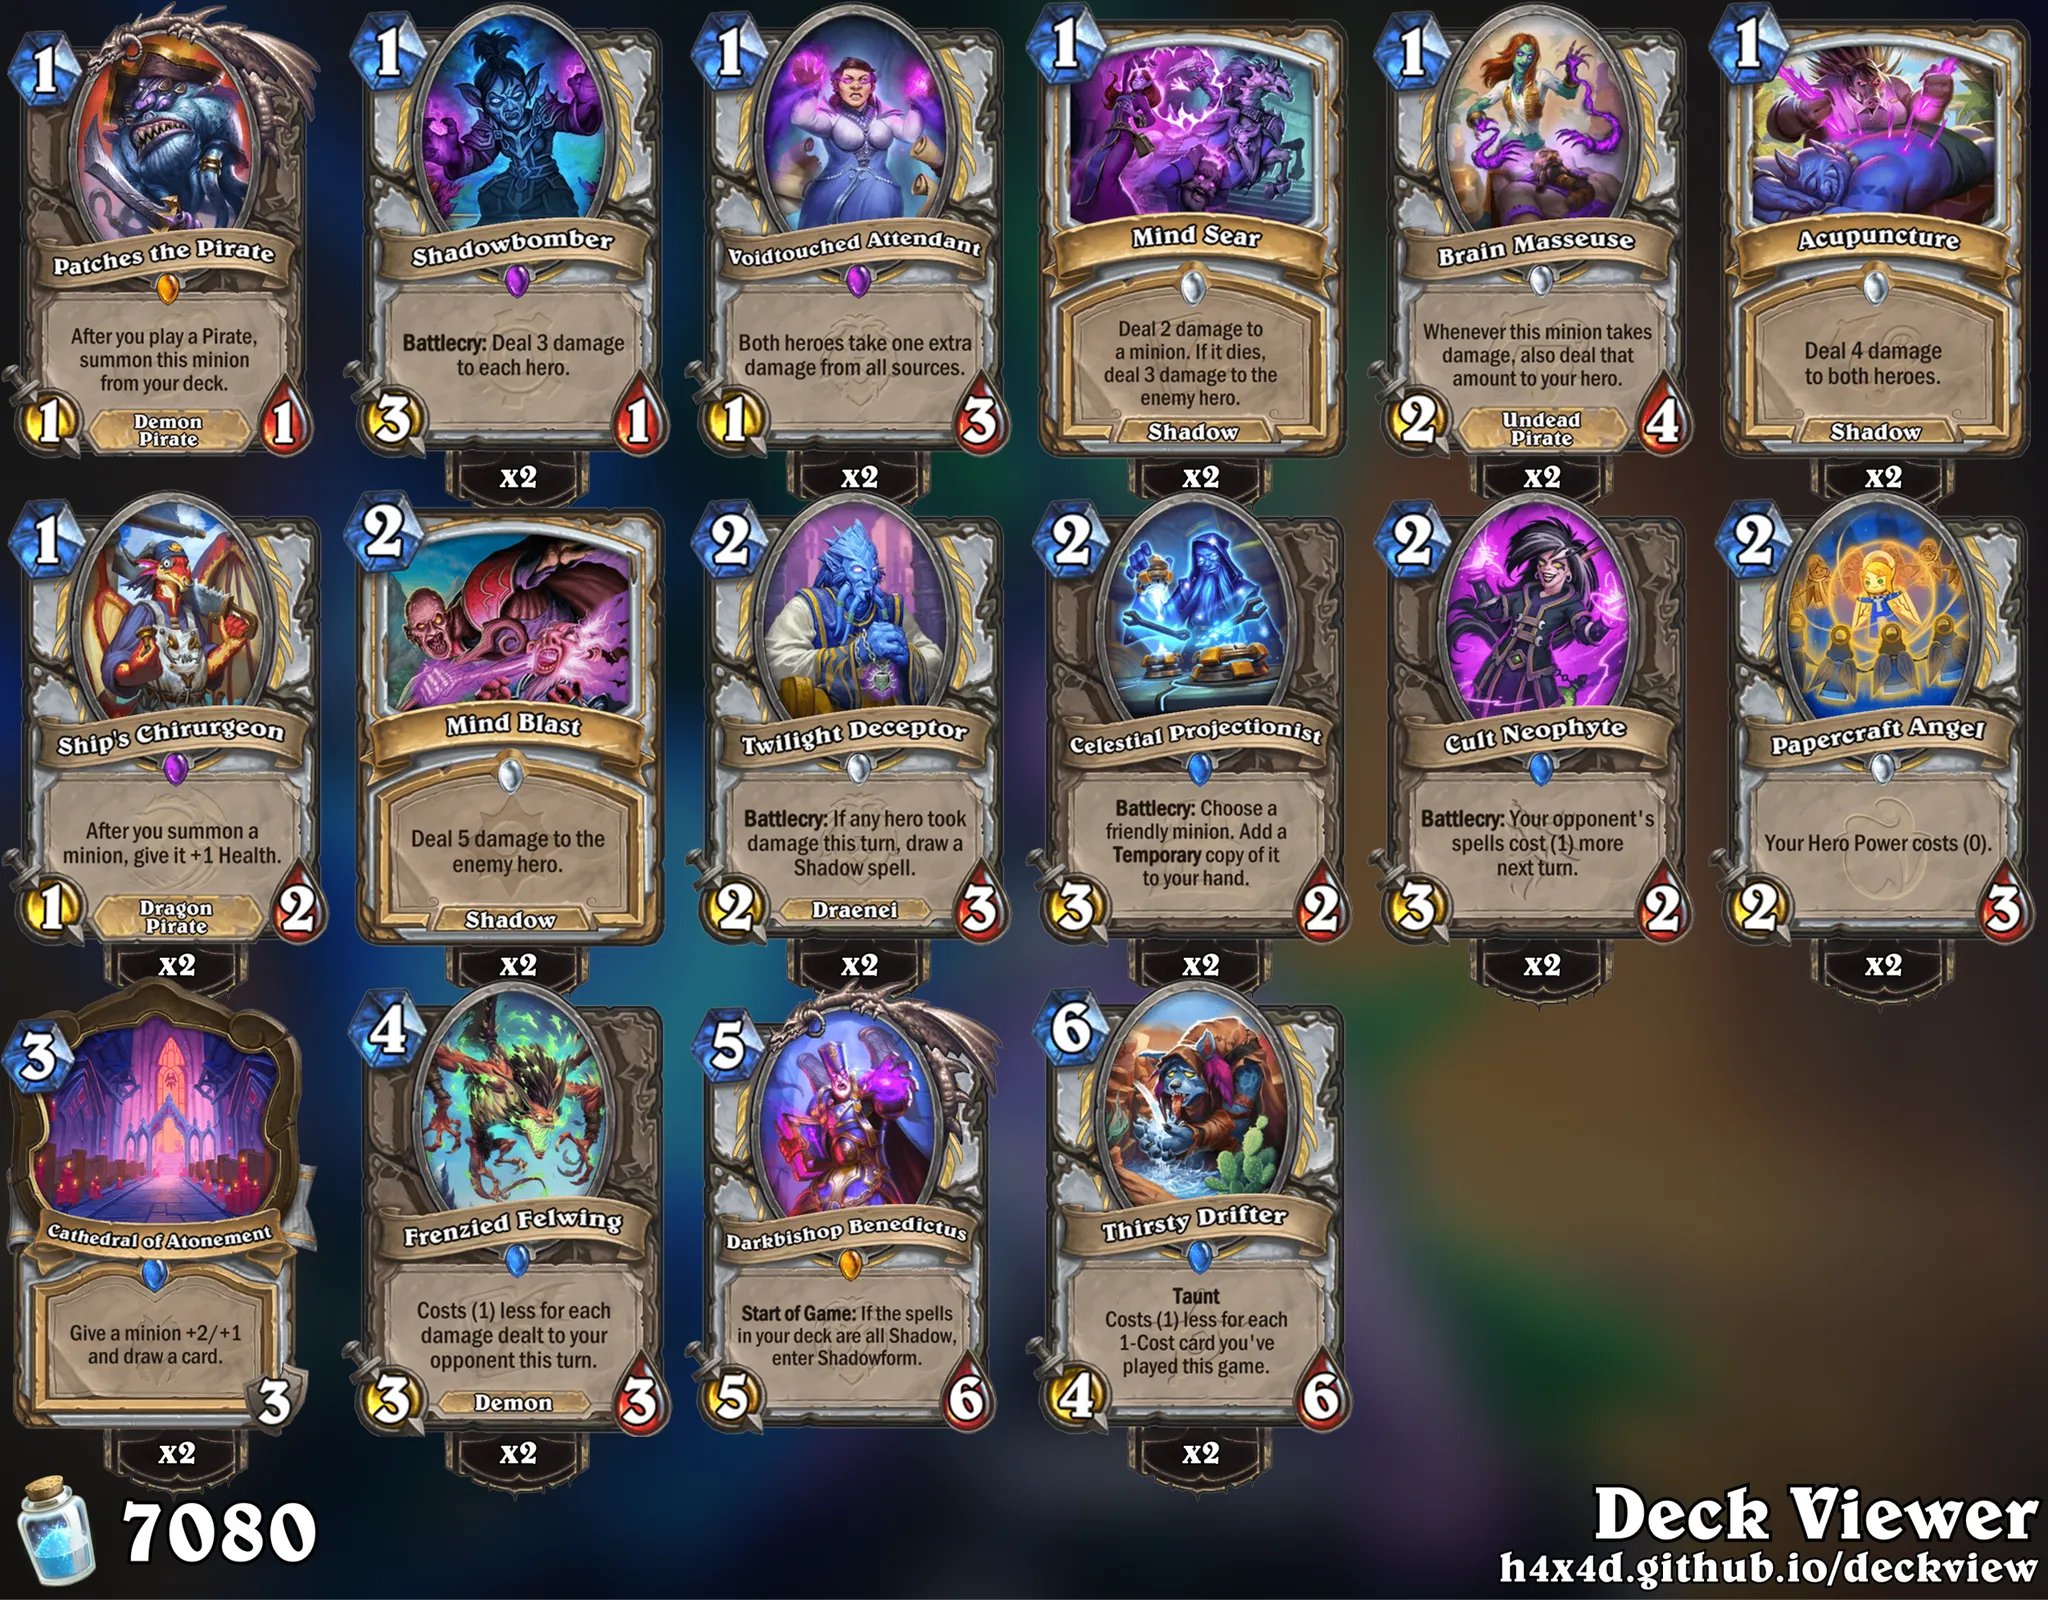 1
Patches the Pirate
After you play a Pirate,
summon this minion
from your deck.
1
Demon
Pirate
1
1
Shadowbomber
Battlecry: Deal 3 damage
to each hero.
3
1
x2
1
Voidtouched Attendant
Both heroes take one extra
damage from all sources.
1
3
x2
1
Mind Sear
Deal 2 damage to
a minion. If it dies,
deal 3 damage to the
enemy hero.
Shadow
x2
1
Brain Masseuse
Whenever this minion takes
damage, also deal that
amount to your hero.
2
Undead
Pirate
4
x2
1
Acupuncture
Deal 4 damage
to both heroes.
Shadow
x2
1
Ship's Chirurgeon
After you summon a
minion, give it +1 Health.
1
Dragon
Pirate
2
x2
2
Mind Blast
Deal 5 damage to the
enemy hero.
Shadow
x2
2
Twilight Deceptor
Battlecry: If any hero took
damage this turn, draw a
Shadow spell.
2
Draenei
3
x2
2
Celestial Projectionist
Battlecry: Choose a
friendly minion. Add a
Temporary copy of it
to your hand.
3
2
x2
2
Cult Neophyte
Battlecry: Your opponent's
spells cost (1) more
next turn.
3
2
x2
2
Papercraft Angel
Your Hero Power costs (0).
2
3
x2
3
Cathedral of Atonement
Give a minion +2/+1
and draw a card.
3
x2
4
Frenzied Felwing
Costs (1) less for each
damage dealt to your
opponent this turn.
3
Demon
3
x2
5
Darkbishop Benedictus
Start of Game: If the spells
in your deck are all Shadow,
enter Shadowform.
5
6
6
Thirsty Drifter
Taunt
Costs (1) less for each
1-Cost card you've
played this game.
4
6
x2
7080
Deck Viewer
h4x4d.github.io/deckview